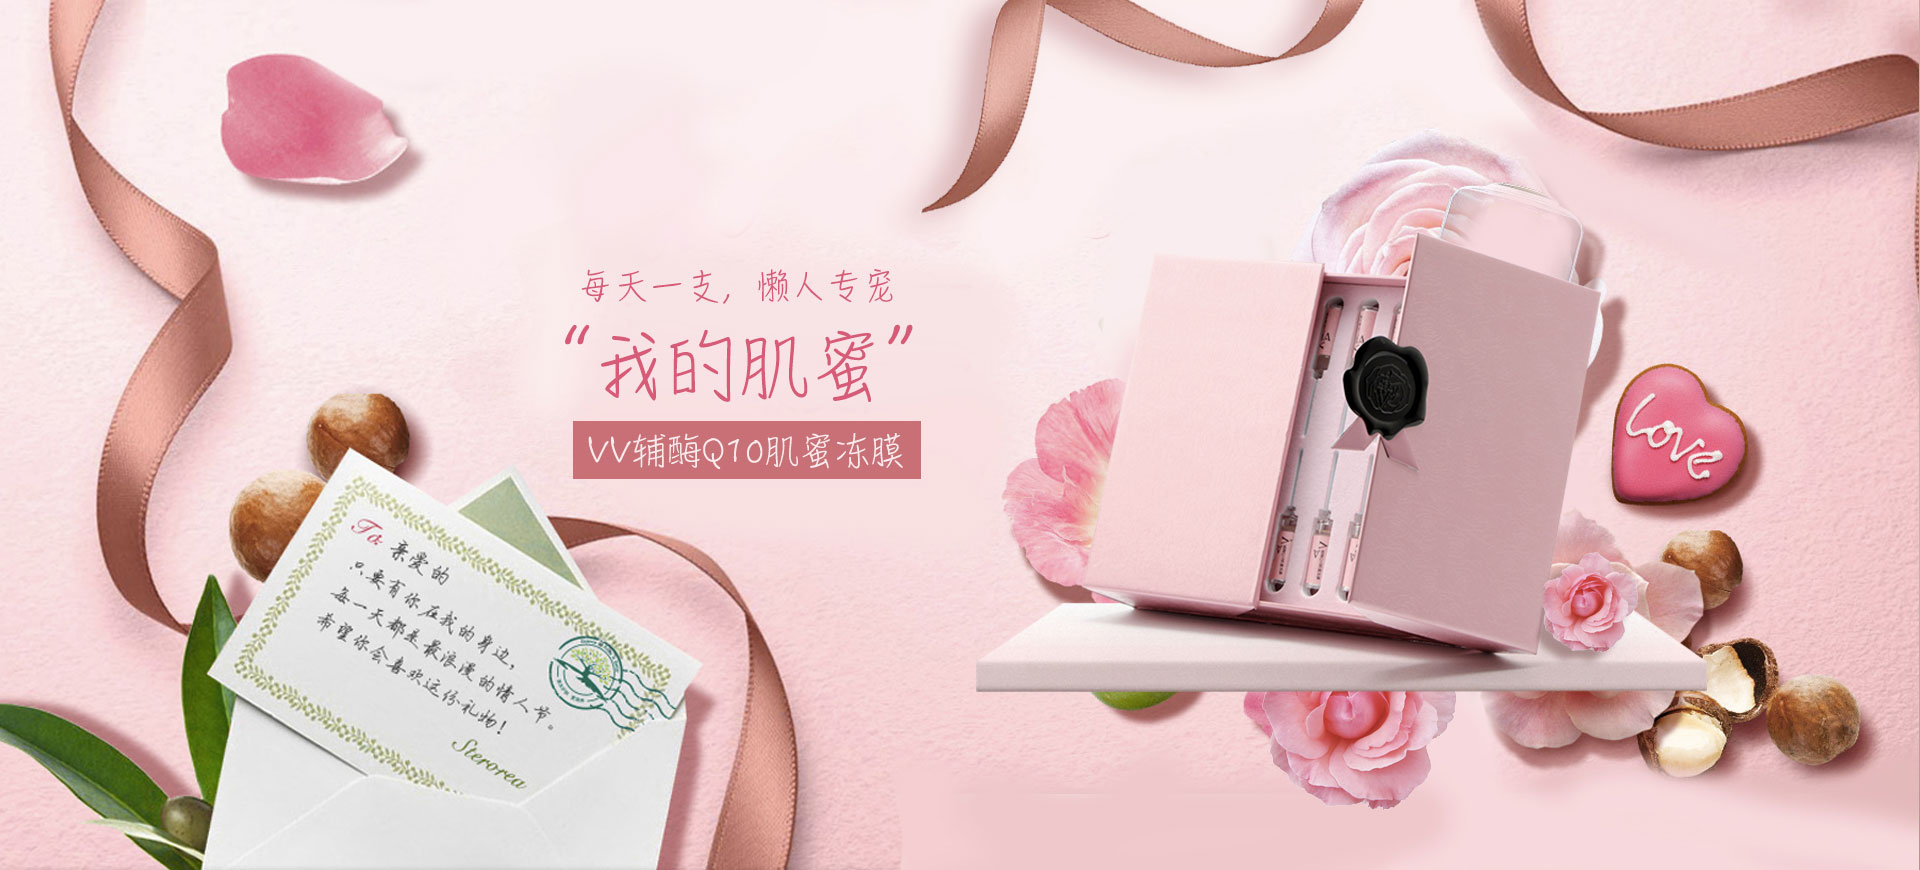 每天一支，懒人专宠
“我的肌蜜”
VV辅酶Q10肌蜜冻膜
Love
To:亲爱的
只要有你在我的身边，
每一天都是最浪漫的情人节。
希望你会喜欢这份礼物！
Sterorea